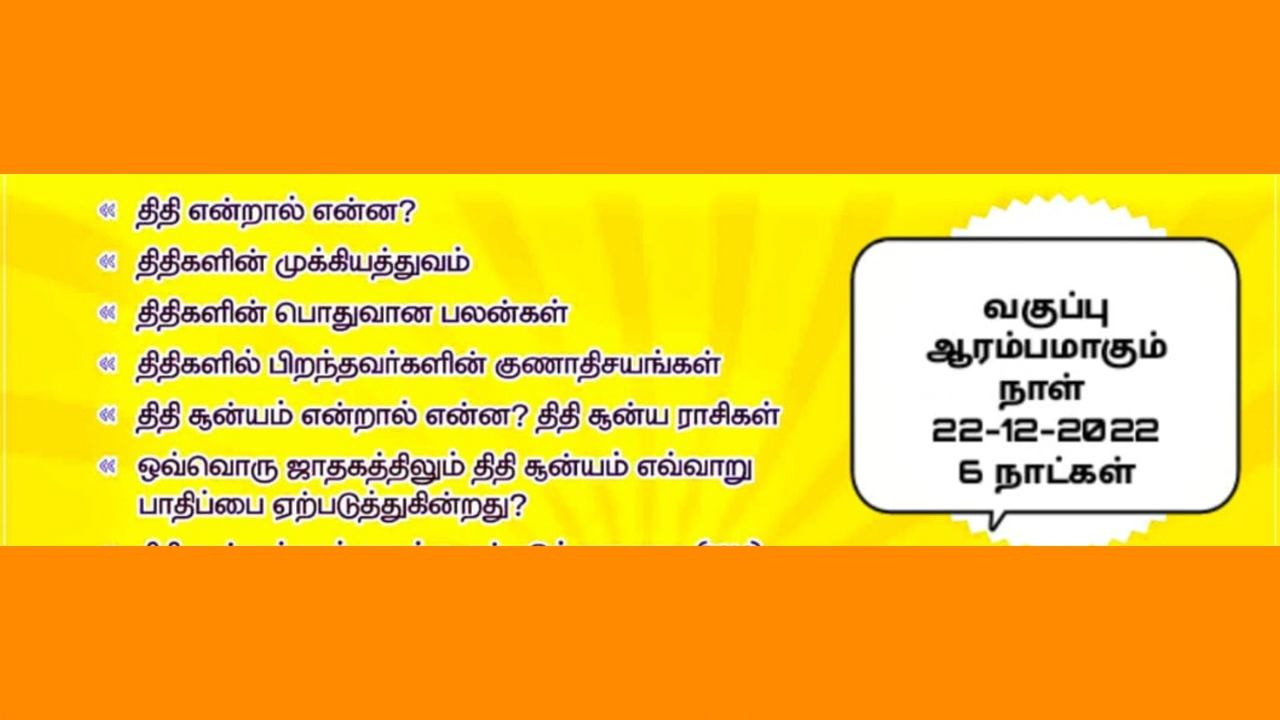 திதி என்றால் என்ன?
திதிகளின் முக்கியத்துவம்
திதிகளின் பொதுவான பலன்கள்
திதிகளில் பிறந்தவர்களின் குணாதிசயங்கள்
திதி சூன்யம் என்றால் என்ன? திதி சூன்ய ராசிகள்
ஒவ்வொரு ஜாதகத்திலும் திதி சூன்யம் எவ்வாறு
பாதிப்பை ஏற்படுத்துகின்றது?
வகுப்பு
ஆரம்பமாகும்
நாள்
22-12-2022
6 நாட்கள்